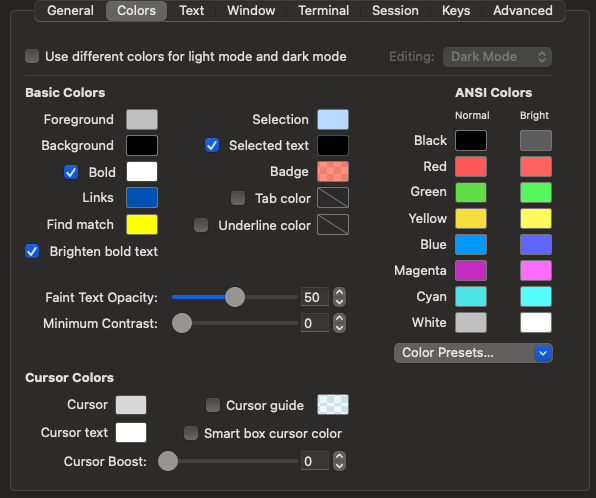 General Colors Text Window Terminal Session Keys Advanced
Use different colors for light mode and dark mode Editing: Dark Mode
Basic Colors
Foreground
Background
Bold
Links
Find match
Brighten bold text
Selection
Selected text
Badge
Tab color
Underline color
Faint Text Opacity: 50
Minimum Contrast: 0
ANSI Colors
Normal Bright
Black
Red
Green
Yellow
Blue
Magenta
Cyan
White
Color Presets...
Cursor Colors
Cursor
Cursor guide
Cursor text
Smart box cursor color
Cursor Boost: 0